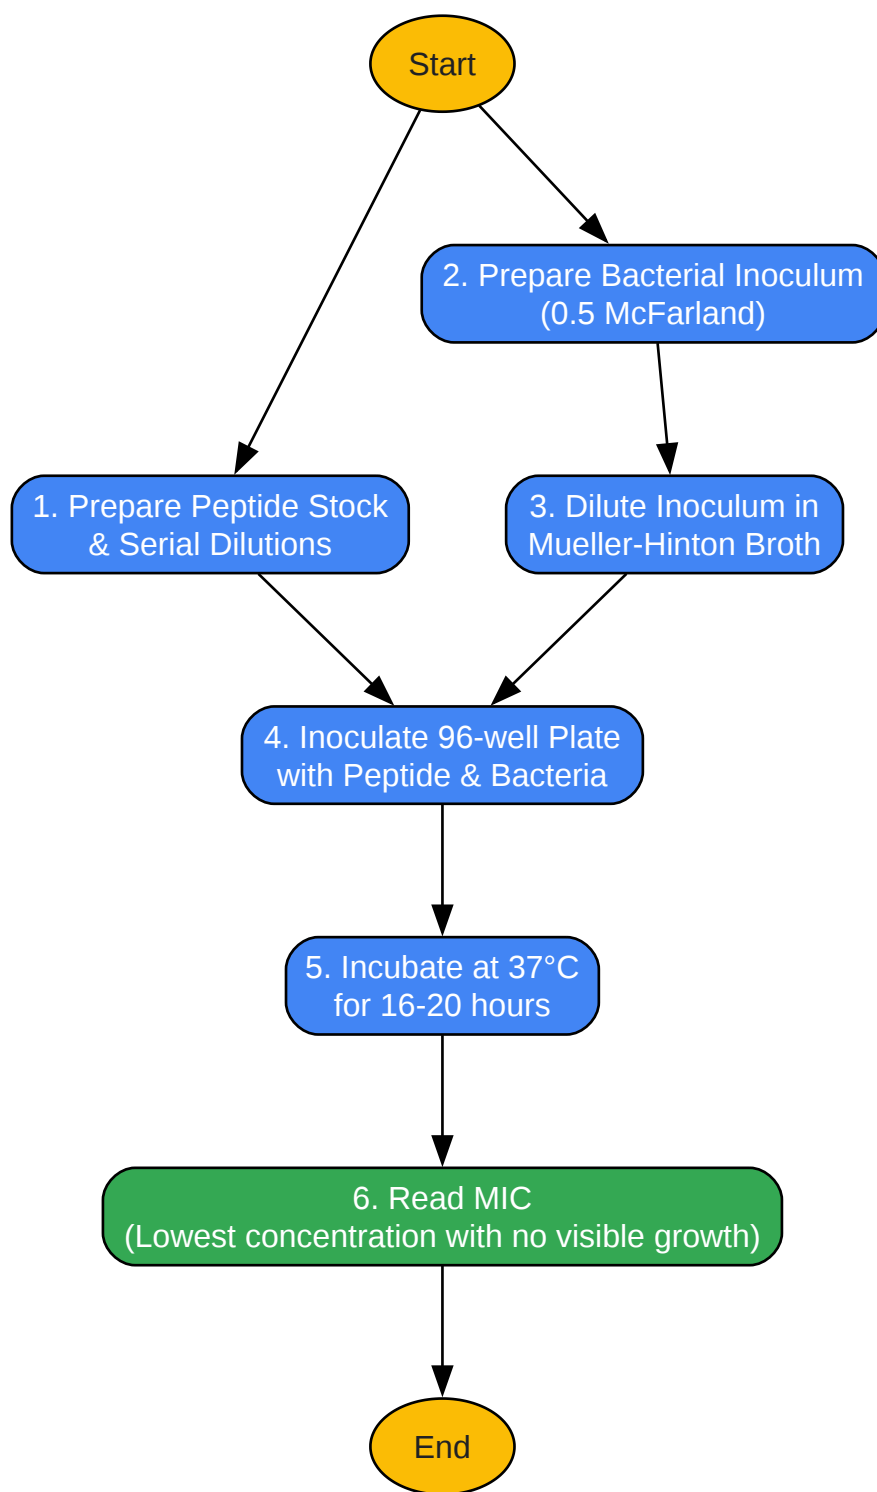 Start
2. Prepare Bacterial Inoculum
(0.5 McFarland)
1. Prepare Peptide Stock
& Serial Dilutions
3. Dilute Inoculum in
Mueller-Hinton Broth
4. Inoculate 96-well Plate
with Peptide & Bacteria
5. Incubate at 37°C
for 16-20 hours
6. Read MIC
(Lowest concentration with no visible growth)
End